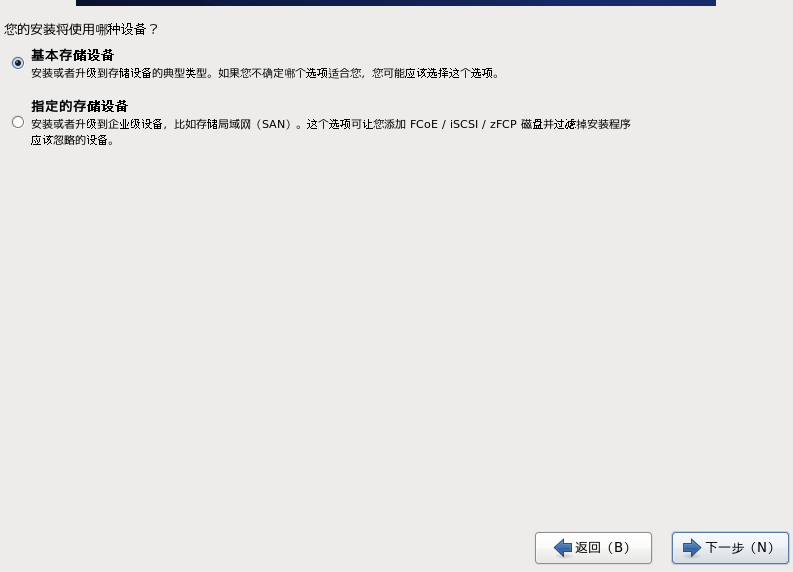 您的安装将使用哪种设备？
基本存储设备
安装或者升级到存储设备的典型类型。如果您不确定哪个选项适合您，您可能应该选择这个选项。
指定的存储设备
安装或者升级到企业级设备，比如存储局域网（SAN）。这个选项可让您添加 FCoE / iSCSI / zFCP 磁盘并过滤掉安装程序
应该忽略的设备。
返回（B） 下一步（N）